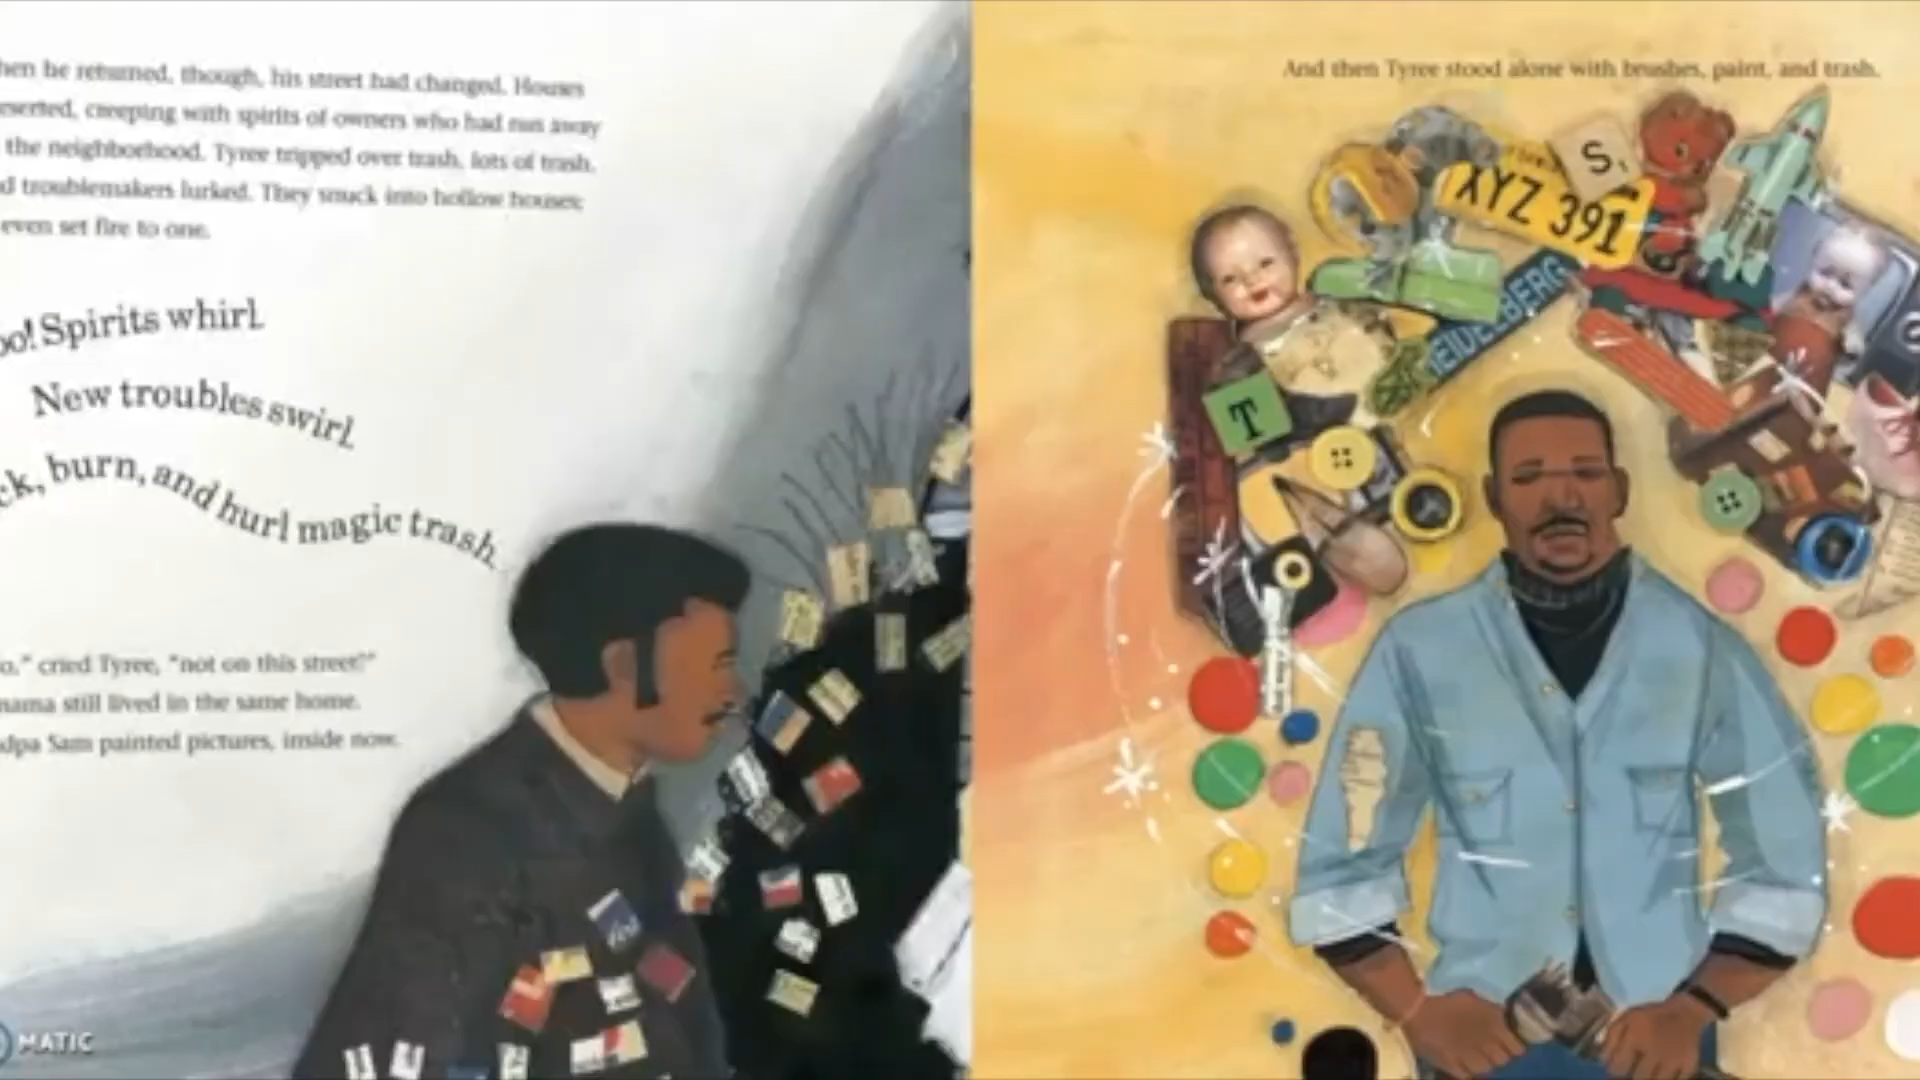 hen he returned, though, his street had changed. Houses
eserted, creeping with spirits of owners who had run away
the neighborhood. Tyree tripped over trash, lots of trash.
d troublemakers lurked. They snuck into hollow houses;
even set fire to one.
oo! Spirits whirl.
New troubles swirl.
ck, burn, and hurl magic trash.
o," cried Tyree, "not on this street!"
mama still lived in the same home.
dpa Sam painted pictures, inside now.
MATIC
And then Tyree stood alone with brushes, paint, and trash.
S
XYZ 391
HEIDELBERG
T